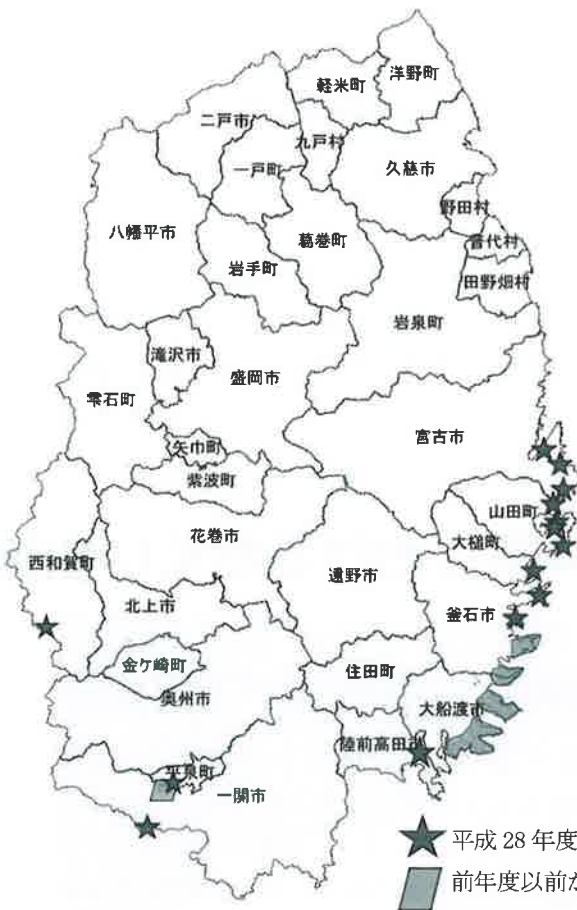 洋野町
軽米町
二戸市
九戸村
一戸町
久慈市
野田村
八幡平市
葛巻町
普代村
岩手町
田野畑村
岩泉町
滝沢市
盛岡市
雫石町
宮古市
矢巾町
紫波町
山田町
花巻市
大槌町
西和賀町
遠野市
北上市
釜石市
金ケ崎町
住田町
奥州市
大船渡市
陸前高田市
平泉町
一関市
平成 28 年度
前年度以前か